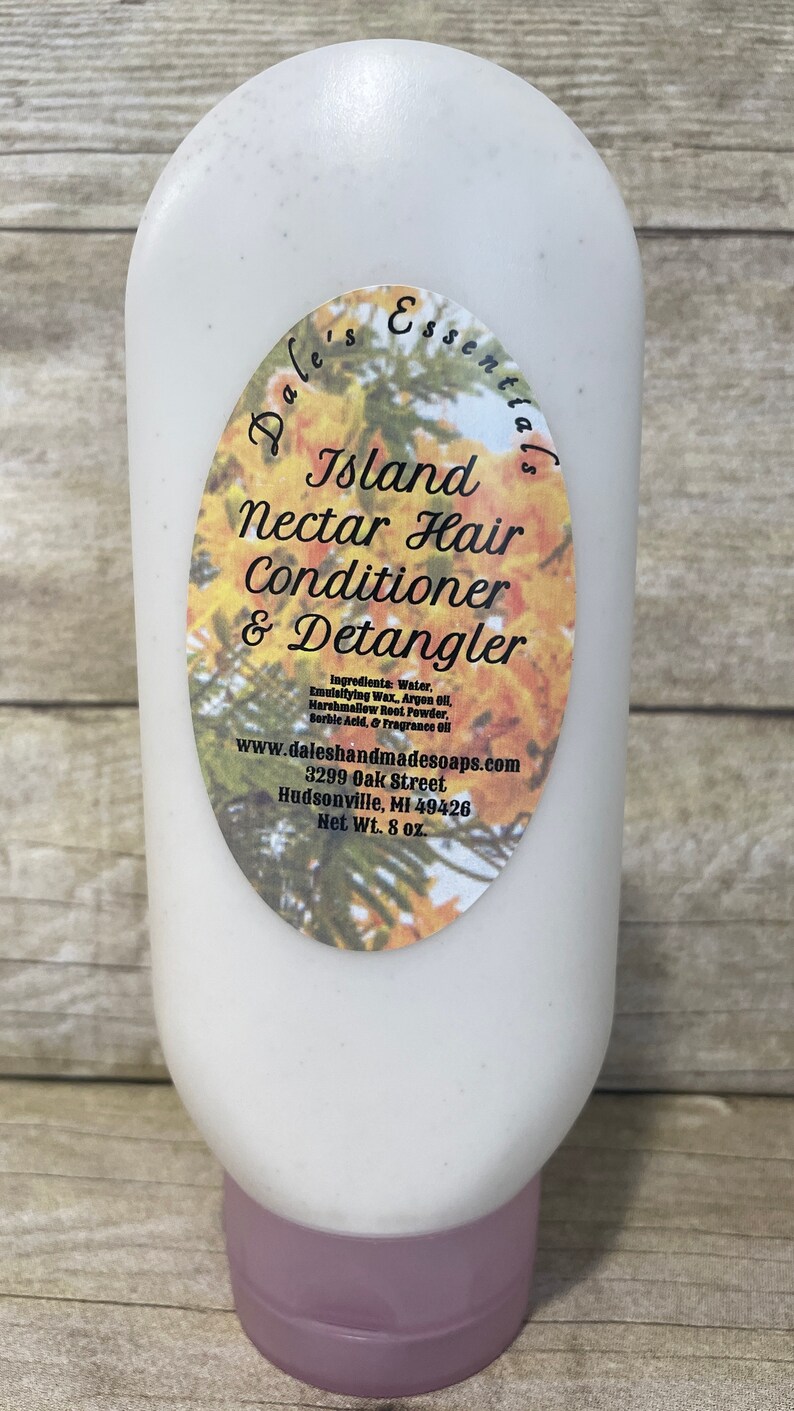 Dale's Essentials
Island
Nectar Hair
Conditioner
& Detangler
Ingredients: Water,
Emulsifying Wax,, Argon Oil,
Marshmallow Root Powder,
Sorbic Acid, & Fragrance Oil
www.daleshandmadesoaps.com
3299 Oak Street
Hudsonville, MI 49426
Net Wt. 8 oz.